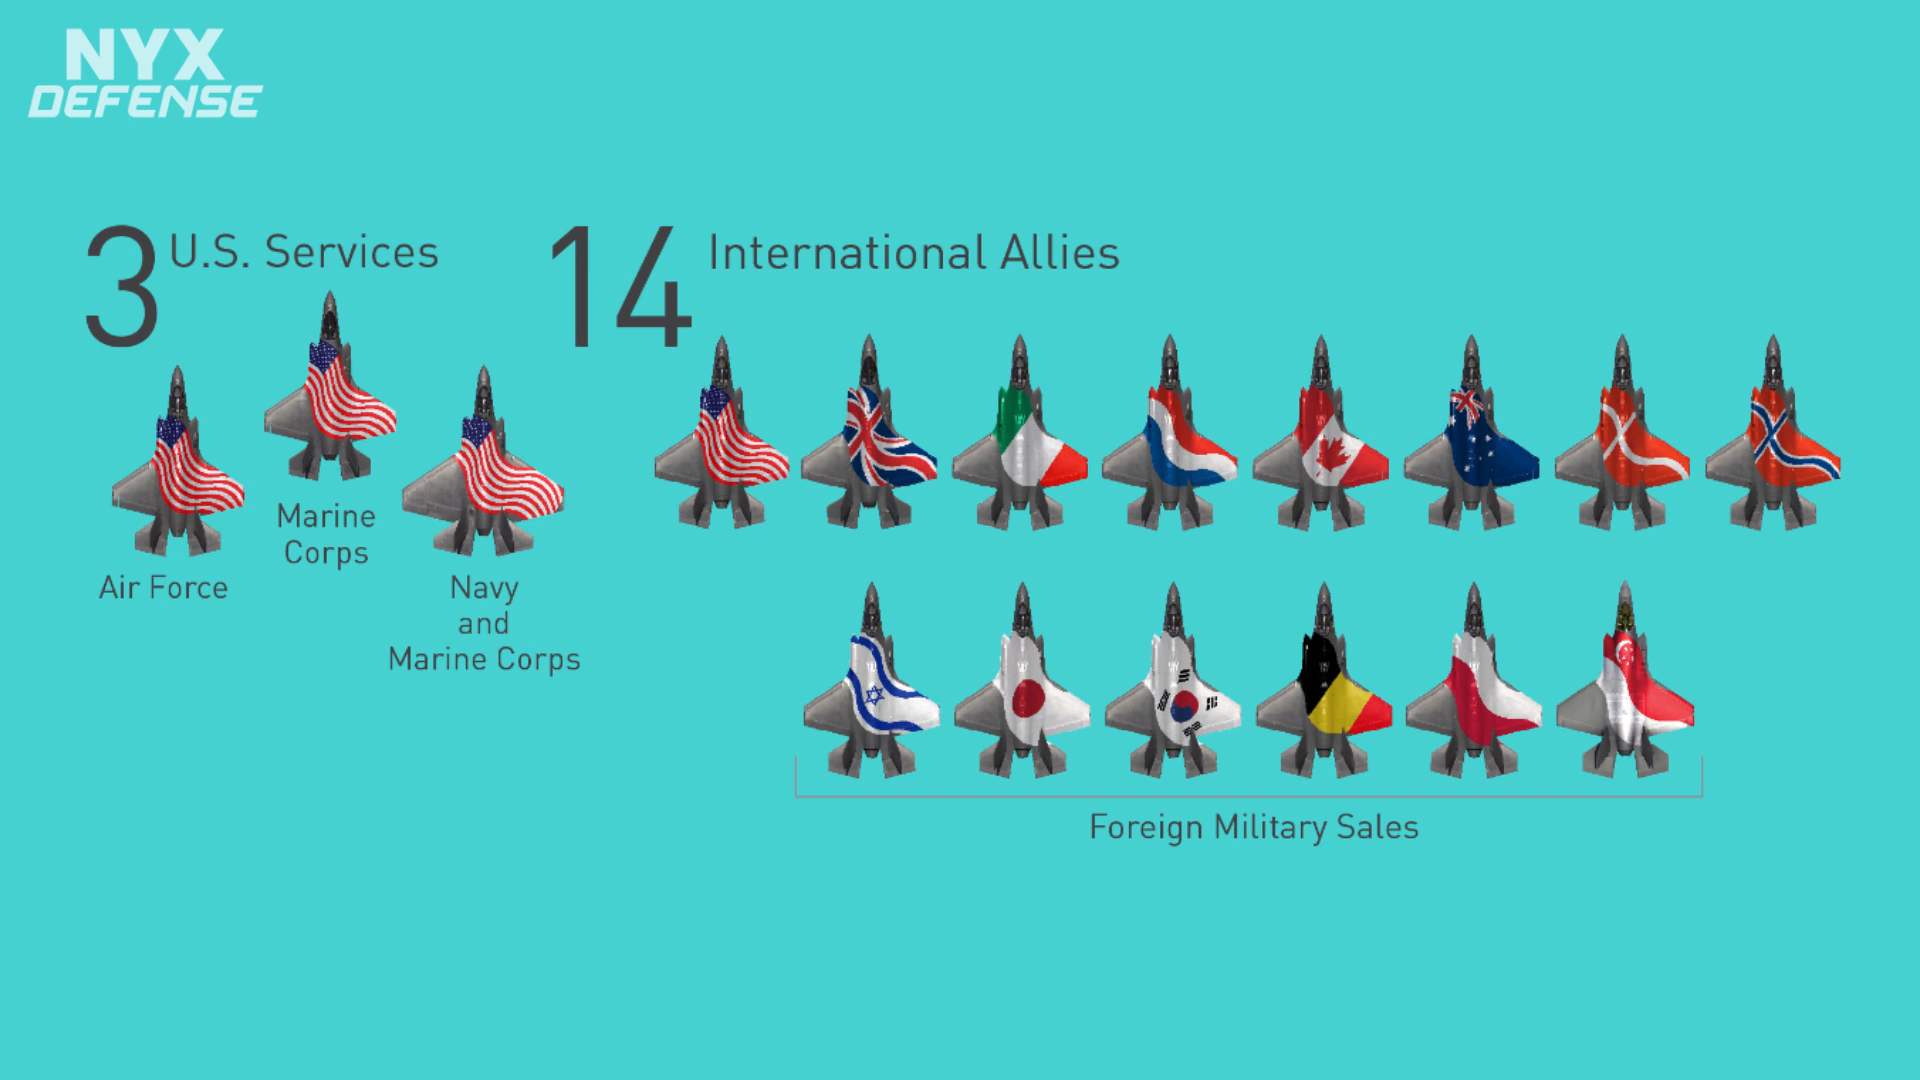 NYX
DEFENSE
3 U.S. Services
14 International Allies
Marine
Corps
Air Force
Navy
and
Marine Corps
Foreign Military Sales